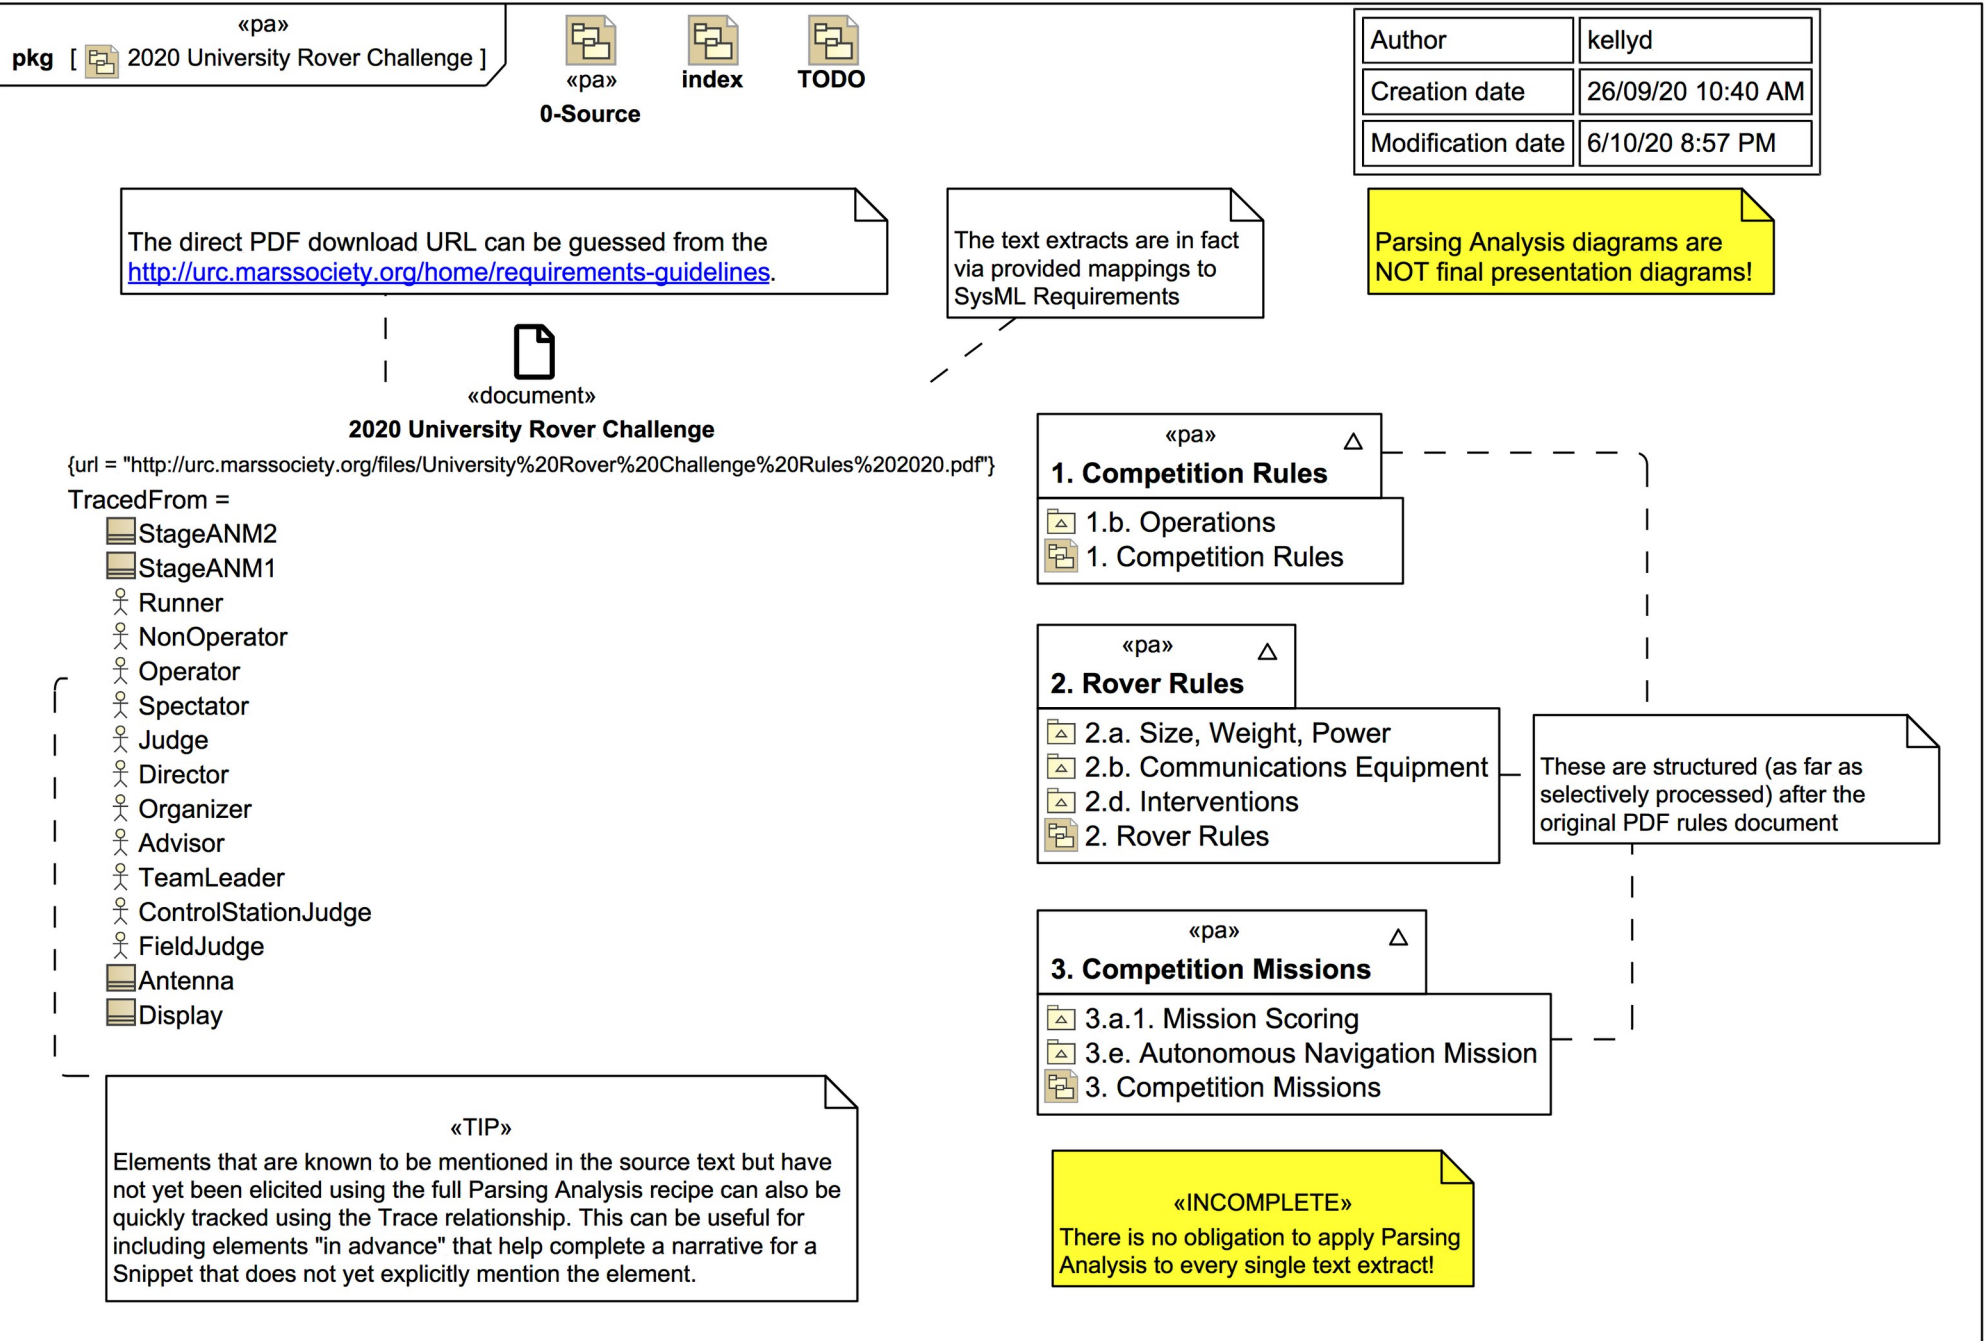 «pa»
pkg [ 2020 University Rover Challenge ]
«pa»
0-Source
index
TODO
Author kellyd
Creation date 26/09/20 10:40 AM
Modification date 6/10/20 8:57 PM
The direct PDF download URL can be guessed from the
http://urc.marssociety.org/home/requirements-guidelines.
The text extracts are in fact
via provided mappings to
SysML Requirements
Parsing Analysis diagrams are
NOT final presentation diagrams!
«document»
2020 University Rover Challenge
{url = "http://urc.marssociety.org/files/University%20Rover%20Challenge%20Rules%202020.pdf"}
TracedFrom =
StageANM2
StageANM1
Runner
NonOperator
Operator
Spectator
Judge
Director
Organizer
Advisor
TeamLeader
ControlStationJudge
FieldJudge
Antenna
Display
«TIP»
Elements that are known to be mentioned in the source text but have
not yet been elicited using the full Parsing Analysis recipe can also be
quickly tracked using the Trace relationship. This can be useful for
including elements "in advance" that help complete a narrative for a
Snippet that does not yet explicitly mention the element.
«pa»
1. Competition Rules
1.b. Operations
1. Competition Rules
«pa»
2. Rover Rules
2.a. Size, Weight, Power
2.b. Communications Equipment
2.d. Interventions
2. Rover Rules
These are structured (as far as
selectively processed) after the
original PDF rules document
«pa»
3. Competition Missions
3.a.1. Mission Scoring
3.e. Autonomous Navigation Mission
3. Competition Missions
«INCOMPLETE»
There is no obligation to apply Parsing
Analysis to every single text extract!